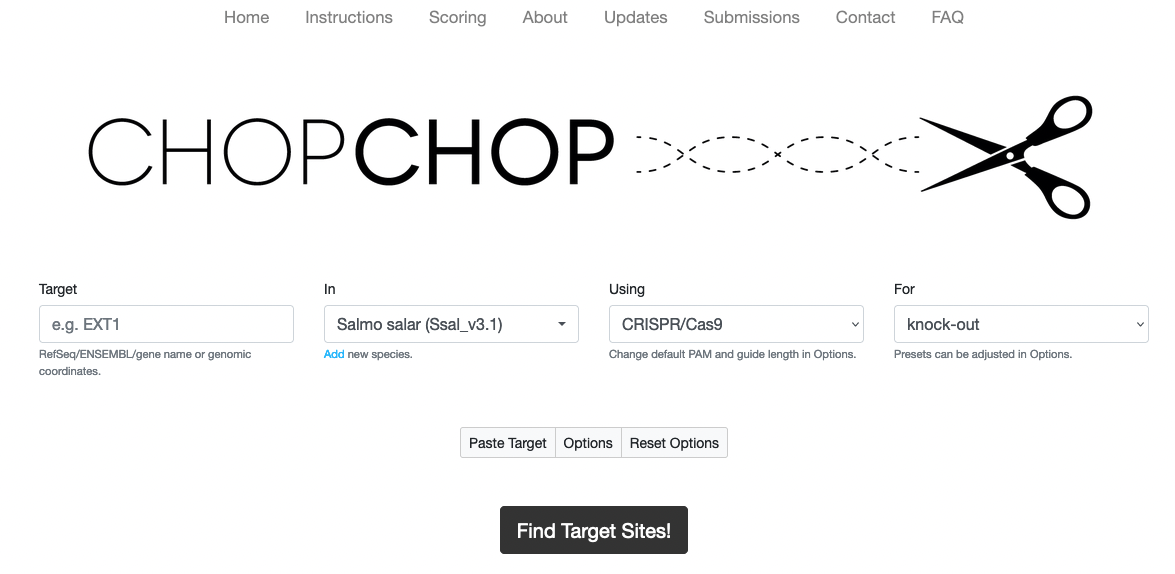 Home Instructions Scoring About Updates Submissions Contact FAQ
CHOPCHOP
Target In Using For
e.g. EXT1 Salmo salar (Ssal_v3.1) CRISPR/Cas9 knock-out
RefSeq/ENSEMBL/gene name or genomic Add new species. Change default PAM and guide length in Options. Presets can be adjusted in Options.
coordinates.
Paste Target Options Reset Options
Find Target Sites!